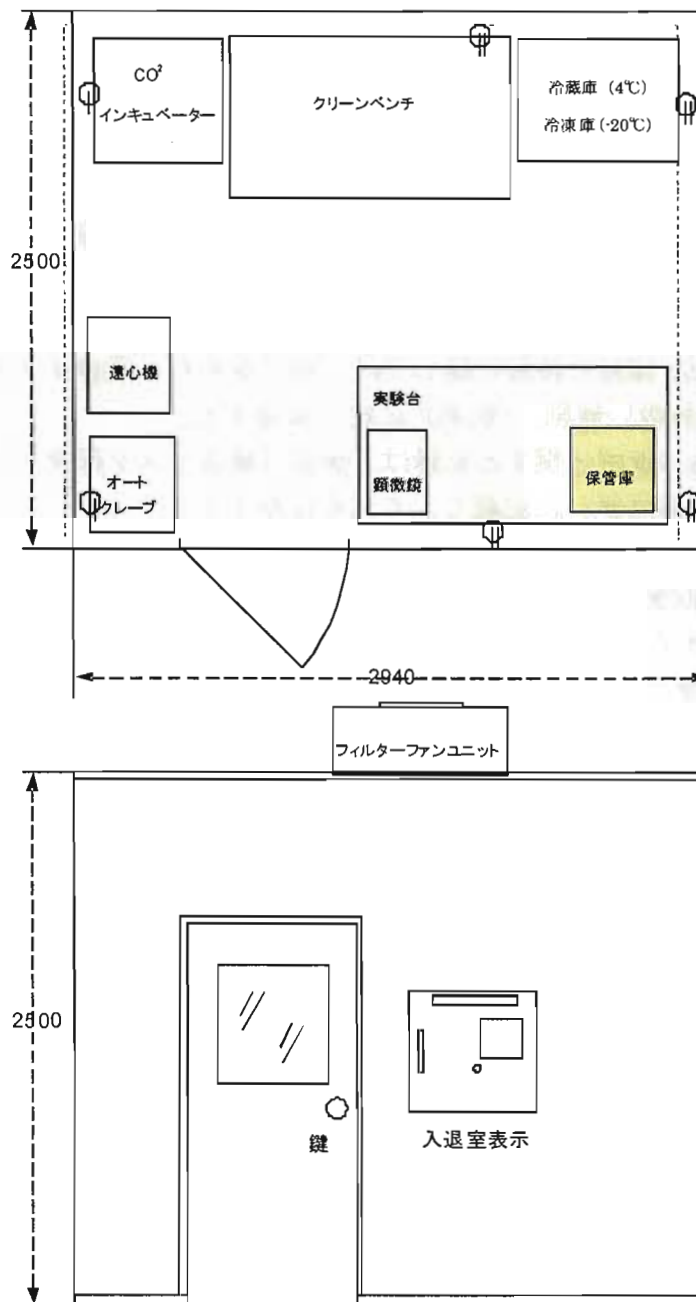 CO²
インキュベーター
クリーンベンチ
冷蔵庫 (4℃)
冷凍庫(-20℃)
2500
遠心機
実験台
オート
クレーブ
顕微鏡
保管庫
2940
フィルターファンユニット
2500
鍵
入退室表示